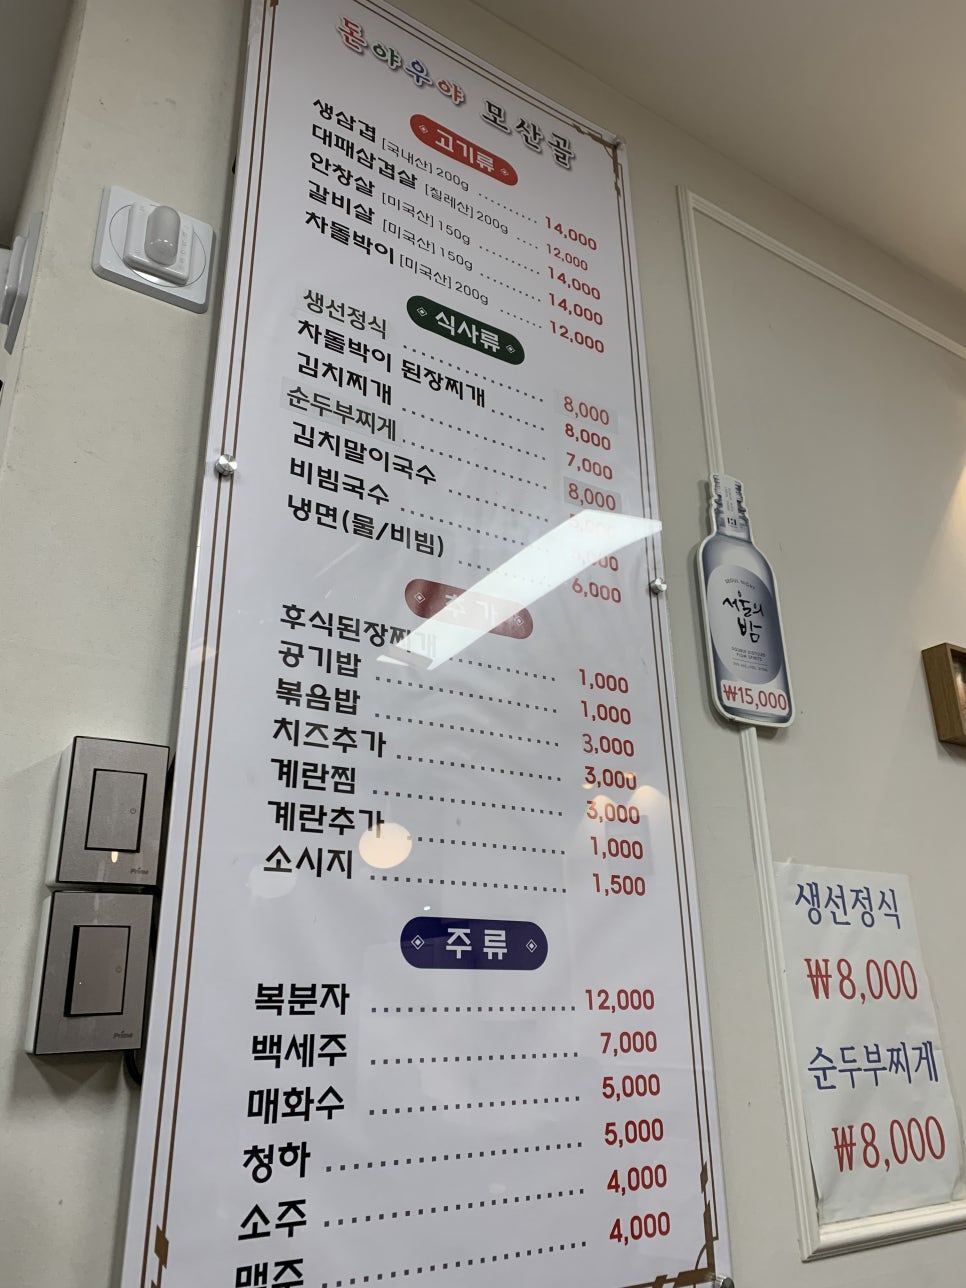 돈야우야 모산골
고기류
생삼겹 [국내산] 200g .......... 14,000
대패삼겹살 [칠레산] 200g .... 12,000
안창살 [미국산] 150g .......... 14,000
갈비살 [미국산] 150g .......... 14,000
차돌박이 [미국산] 200g ...... 12,000
식사류
생선정식 .................... 8,000
차돌박이 된장찌개 .......... 8,000
김치찌개 .................... 7,000
순두부찌게 .................... 8,000
김치말이국수 ..........
비빔국수 ....................
냉면(물/비빔) .......... 6,000
추가
후식된장찌개 .......... 1,000
공기밥 .................... 1,000
볶음밥 .................... 3,000
치즈추가 .................... 3,000
계란찜 .................... 3,000
계란추가 .................... 1,000
소시지 .................... 1,500
주류
복분자 .................... 12,000
백세주 .................... 7,000
매화수 .................... 5,000
청하 .................... 5,000
소주 .................... 4,000
맥주 .................... 4,000
SEOUL NIGHT
서울의
밤
DOUBLE DISTILLED
PLUM SPIRITS
₩15,000
생선정식
₩8,000
순두부찌게
₩8,000
Prime
Prime